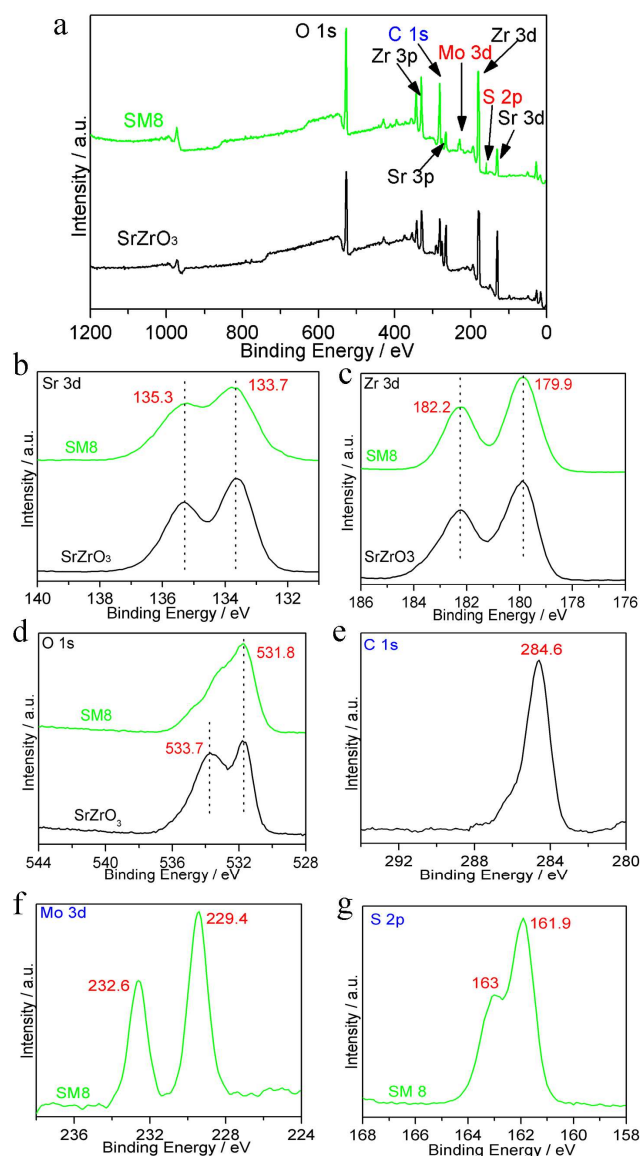 a
O 1s
C 1s
Zr 3p
Mo 3d
Zr 3d
S 2p
Sr 3d
Sr 3p
SM8
SrZrO₃
Intensity / a.u.
1200 1000 800 600 400 200 0
Binding Energy / eV
b
Sr 3d
135.3
133.7
SM8
SrZrO₃
Intensity / a.u.
140 138 136 134 132
Binding Energy / eV
c
Zr 3d
182.2
179.9
SM8
SrZrO3
Intensity / a.u.
186 184 182 180 178 176
Binding Energy / eV
d
O 1s
531.8
SM8
533.7
SrZrO₃
Intensity / a.u.
544 540 536 532 528
Binding Energy / eV
e
C 1s
284.6
Intensity / a.u.
292 288 284 280
Binding Energy / eV
f
Mo 3d
229.4
232.6
SM8
Intensity / a.u.
236 232 228 224
Binding Energy / eV
g
S 2p
161.9
163
SM 8
Intensity / a.u.
168 166 164 162 160 158
Binding Energy / eV